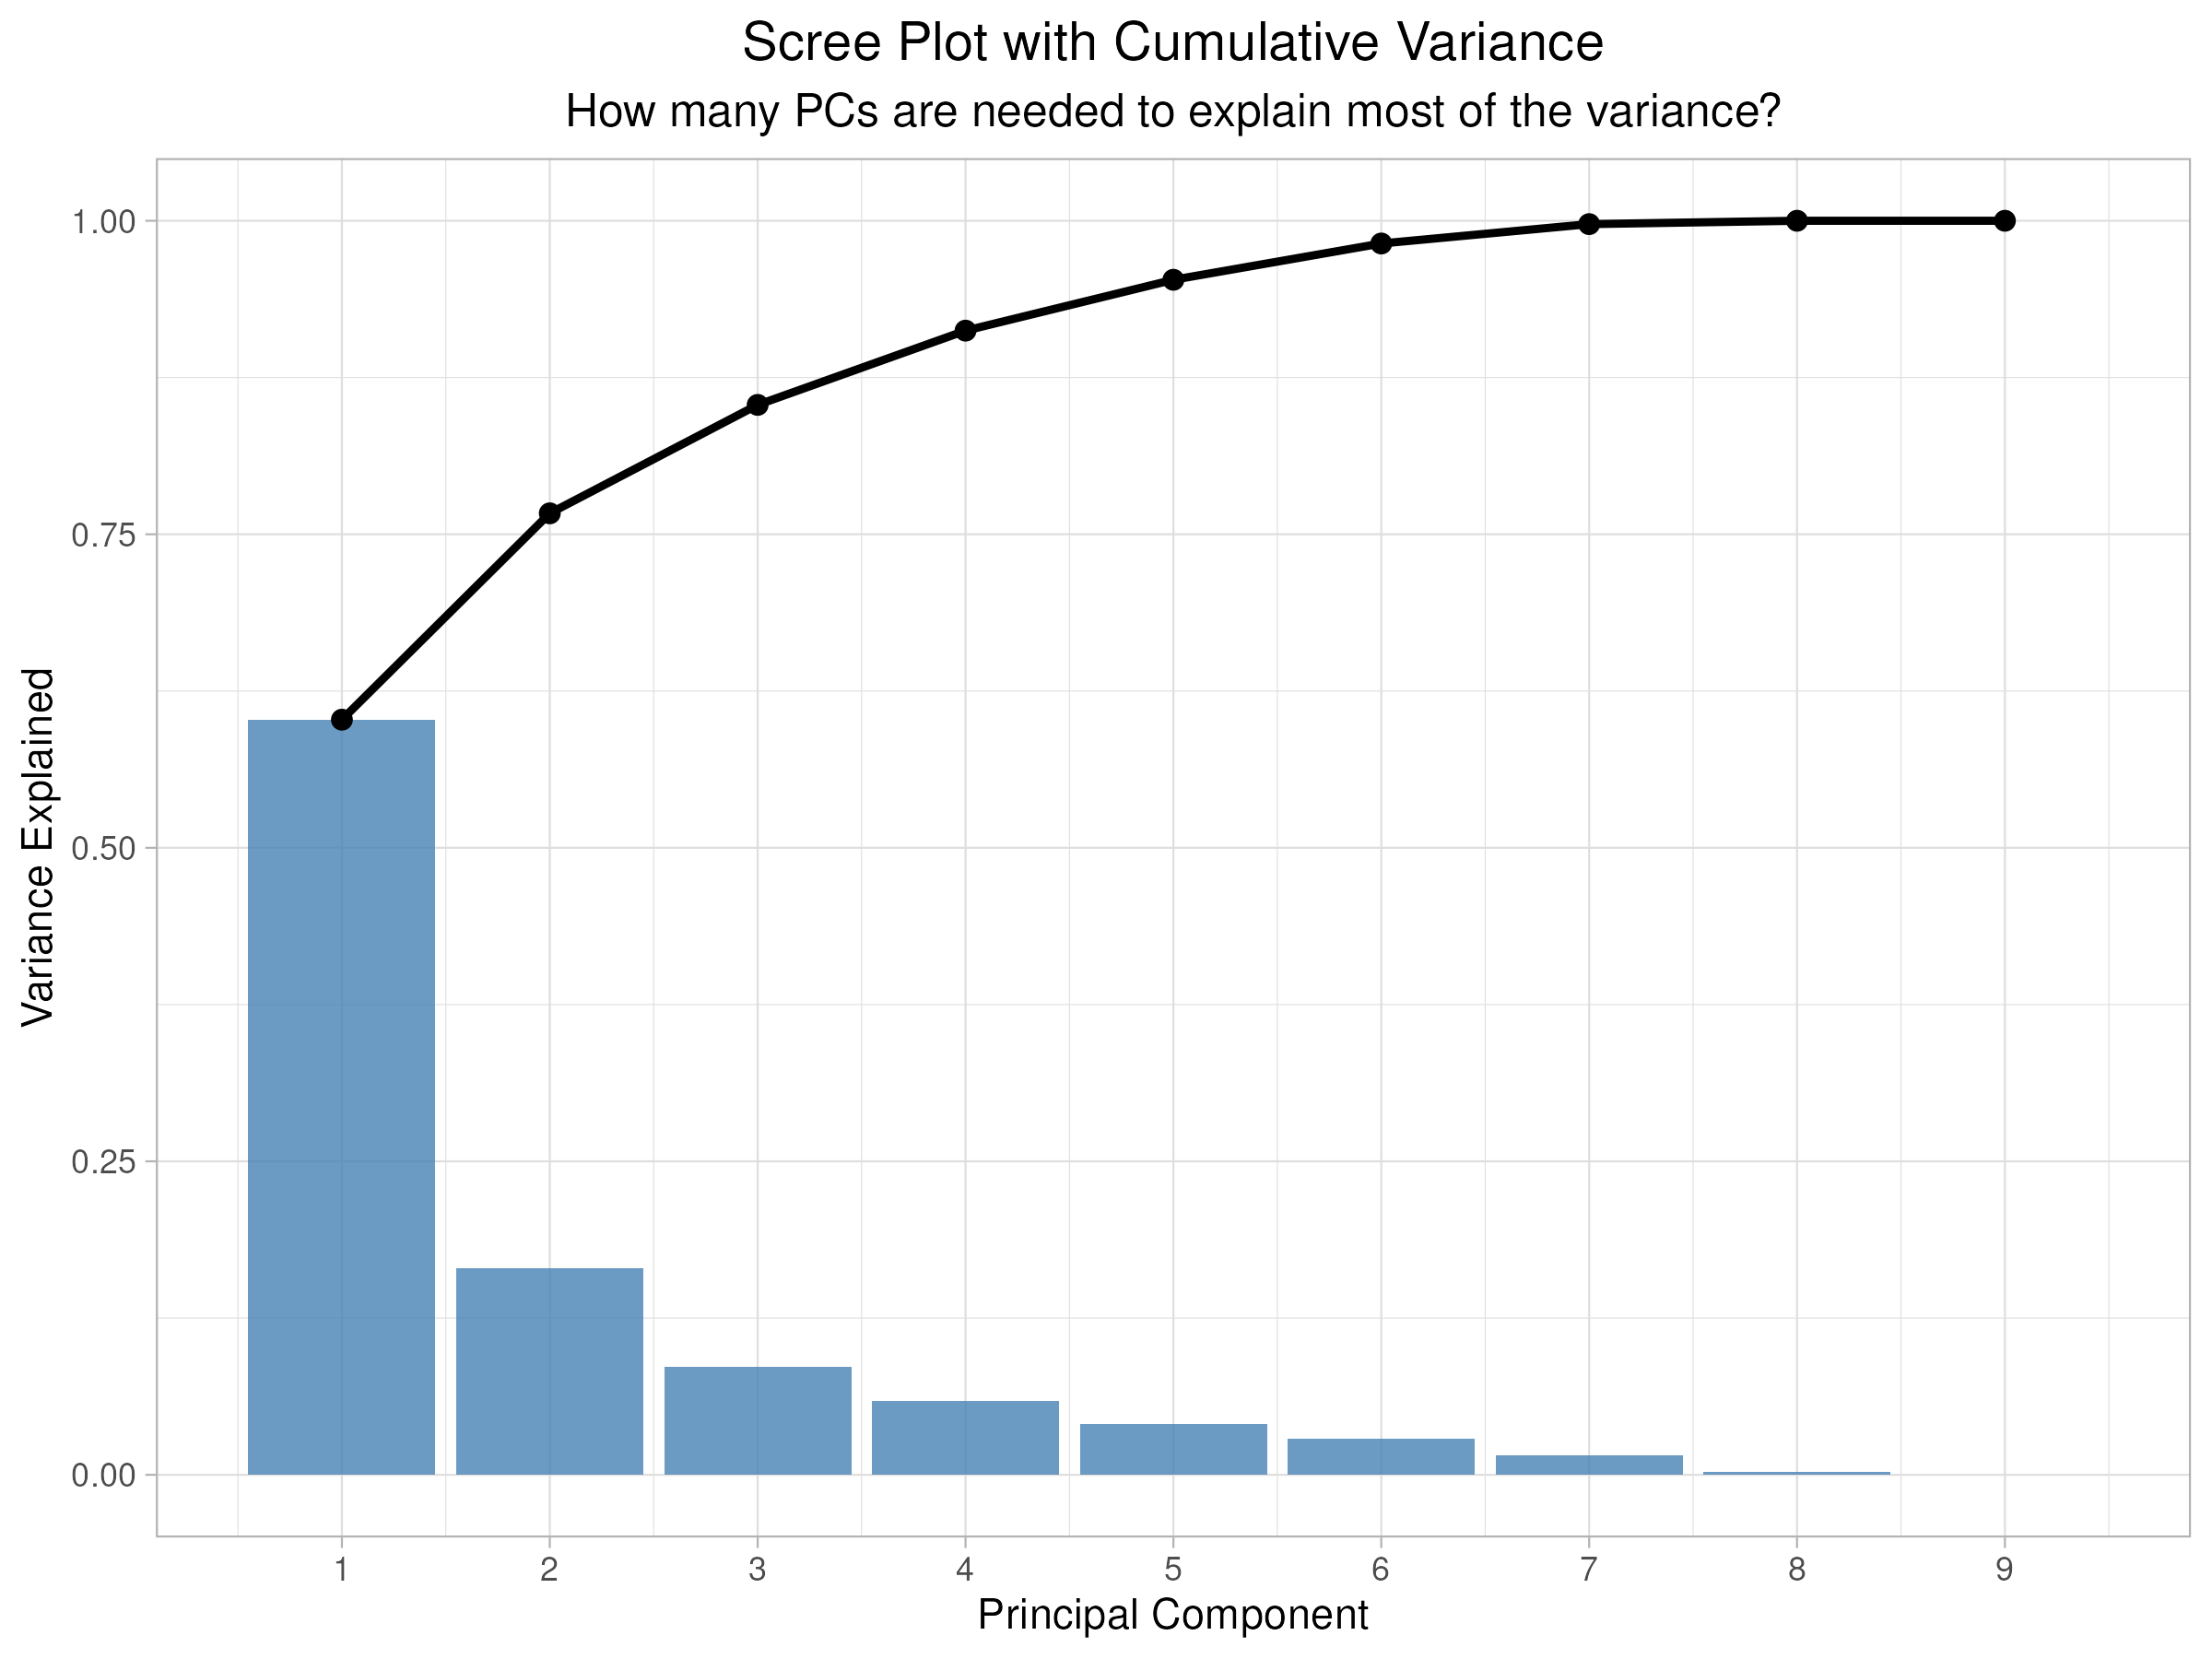 Scree Plot with Cumulative Variance
How many PCs are needed to explain most of the variance?
Variance Explained
1.00
0.75
0.50
0.25
0.00
1 2 3 4 5 6 7 8 9
Principal Component